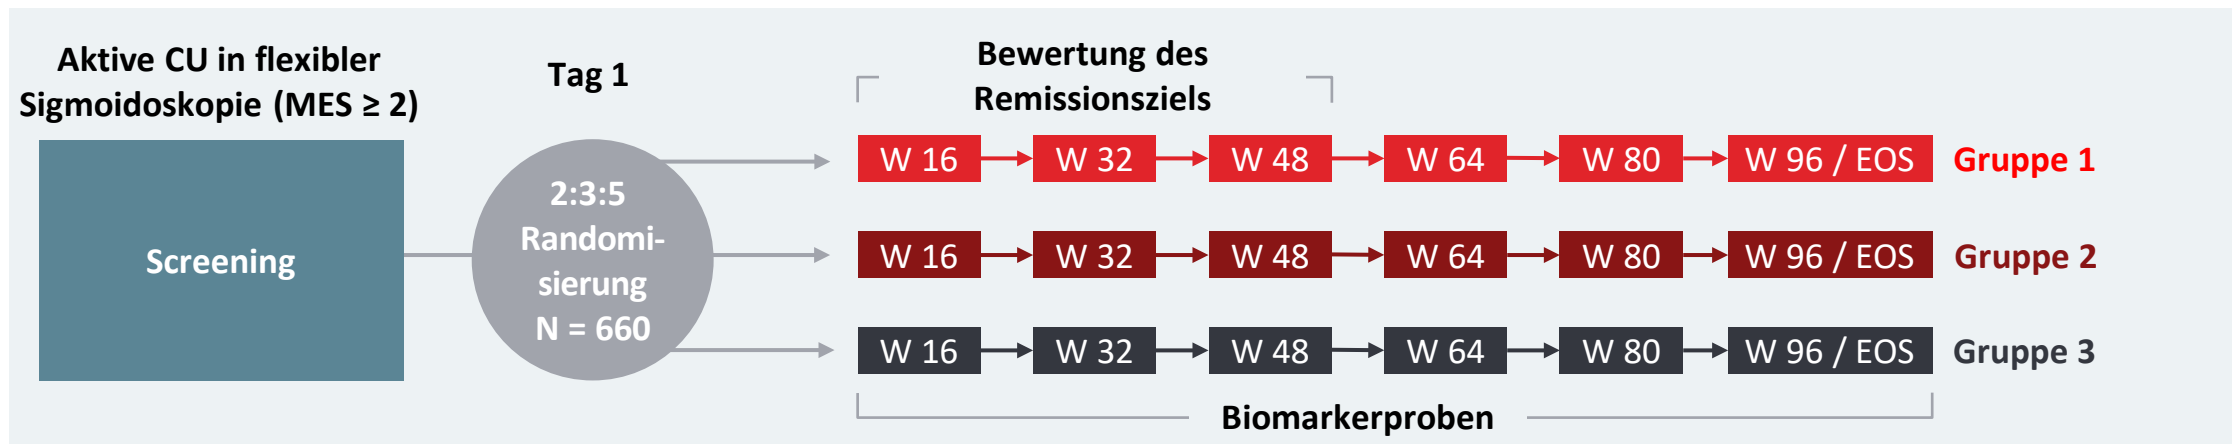 Aktive CU in flexibler
Sigmoidoskopie (MES ≥ 2)
Tag 1
Bewertung des
Remissionsziels
Screening
2:3:5
Randomi-
sierung
N = 660
W 16 W 32 W 48 W 64 W 80 W 96 / EOS Gruppe 1
W 16 W 32 W 48 W 64 W 80 W 96 / EOS Gruppe 2
W 16 W 32 W 48 W 64 W 80 W 96 / EOS Gruppe 3
Biomarkerproben